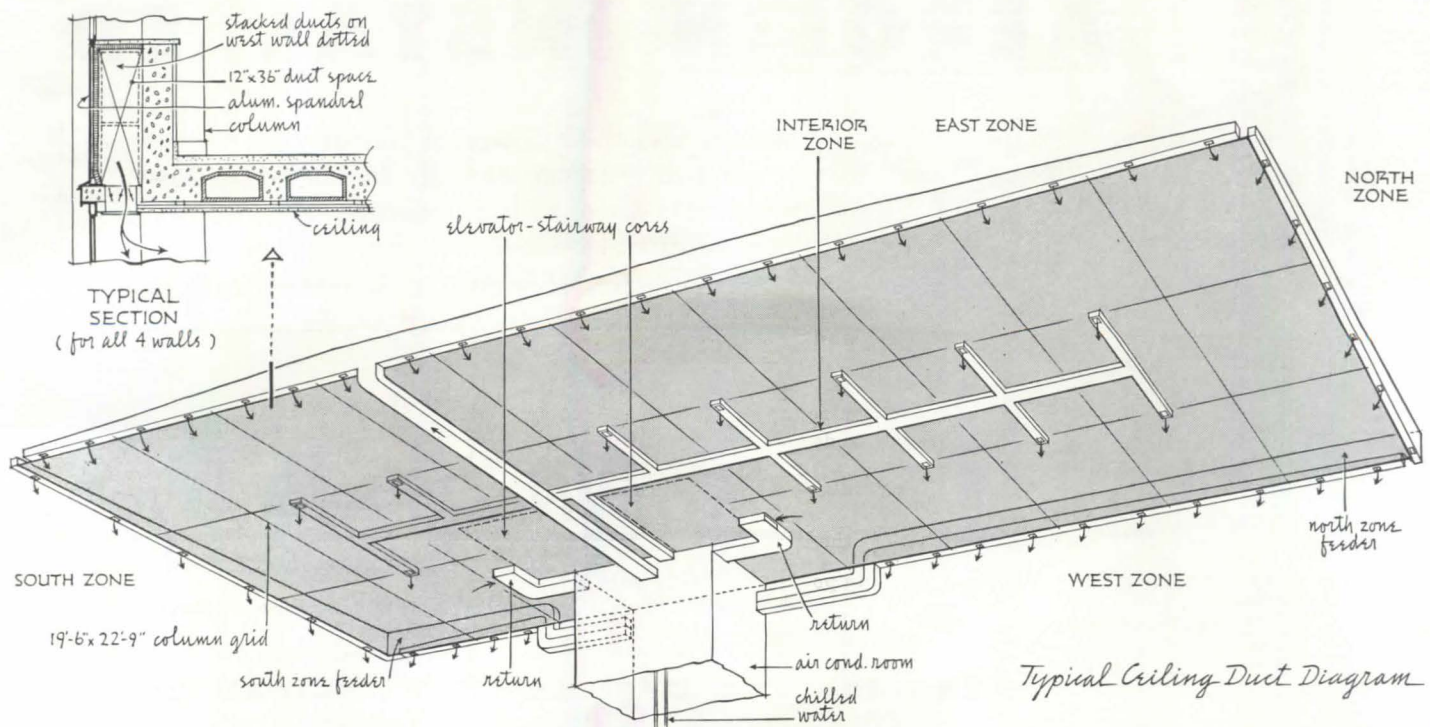 stacked ducts on
west wall dotted
12"x36" duct space
alum. spandrel
column
ceiling
TYPICAL
SECTION
( for all 4 walls )
elevator-stairway cores
INTERIOR
ZONE
EAST ZONE
NORTH
ZONE
SOUTH ZONE
19'-6"x 22'-9" column grid
south zone feeder
return
return
air cond. room
chilled
water
WEST ZONE
north zone
feeder
Typical Ceiling Duct Diagram